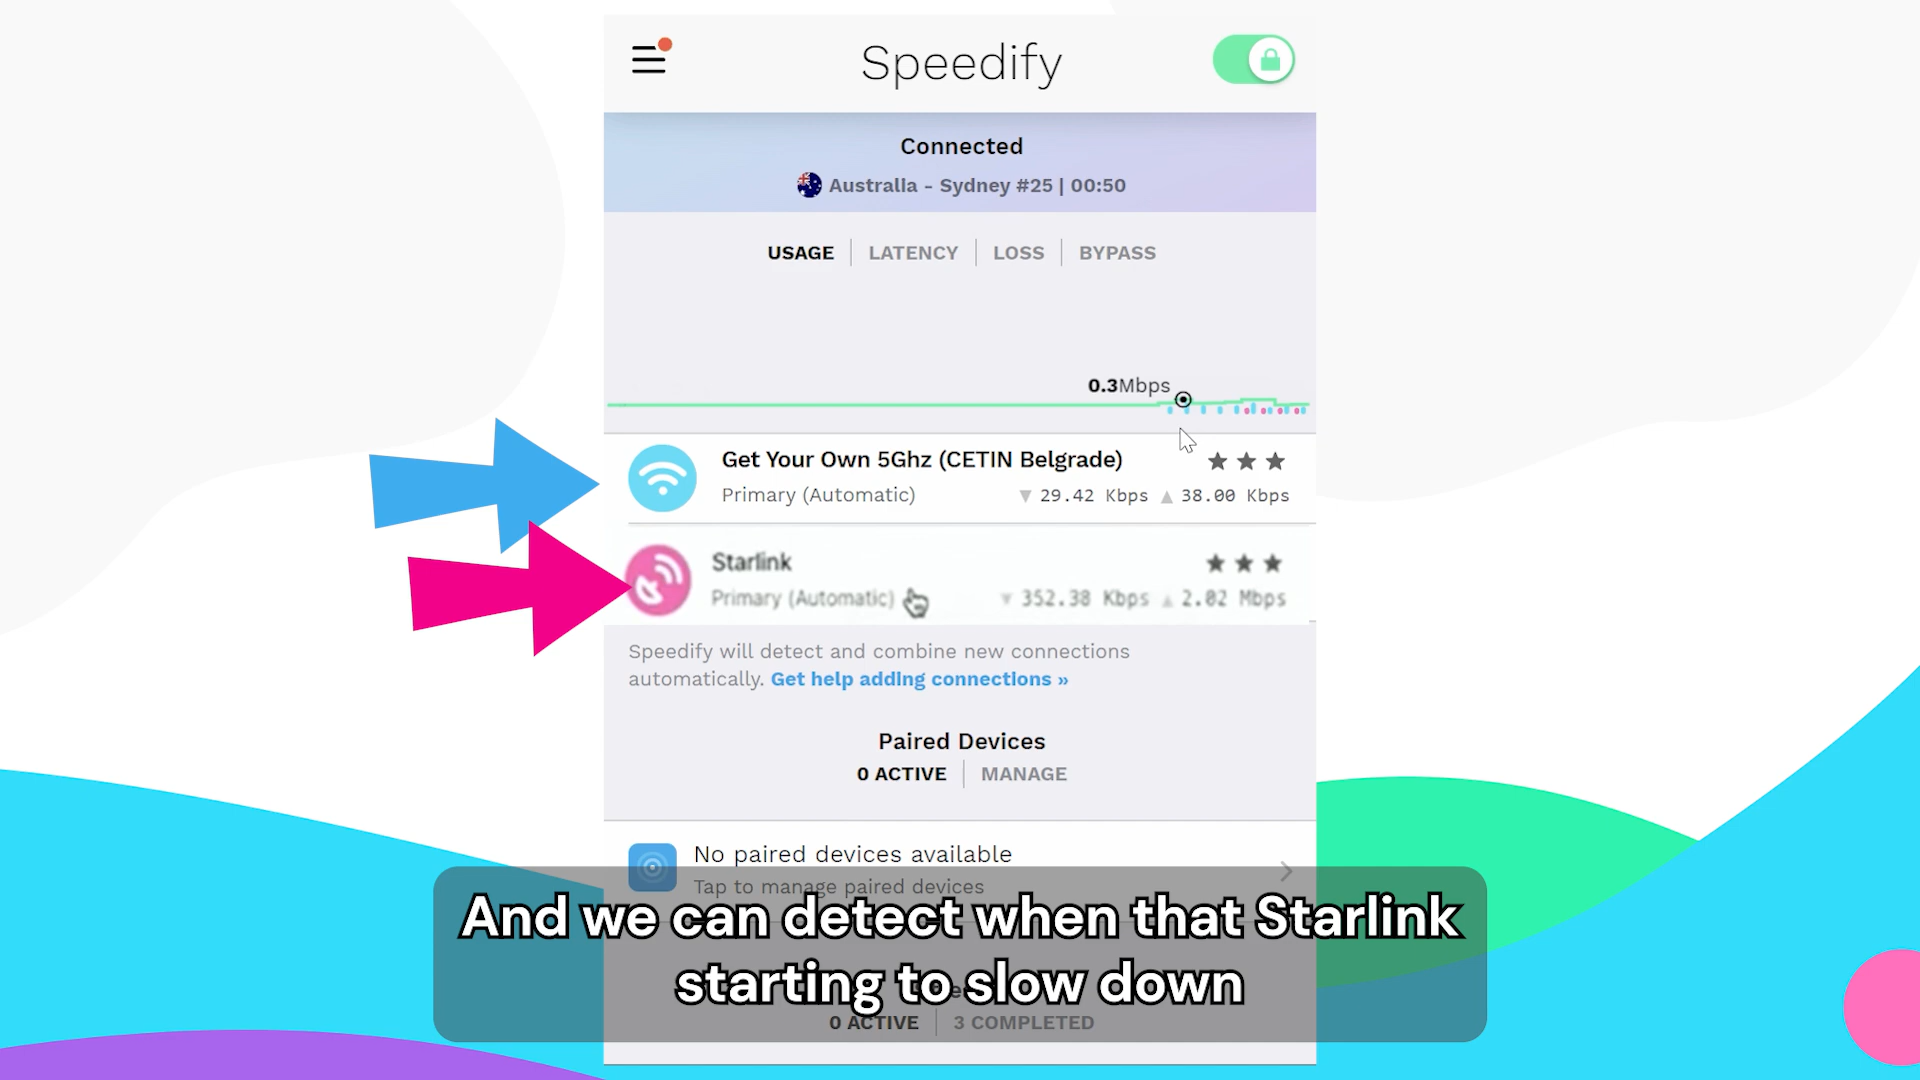 Speedify
Connected
Australia - Sydney #25 | 00:50
USAGE | LATENCY | LOSS | BYPASS
0.3Mbps
Get Your Own 5Ghz (CETIN Belgrade) ★ ★ ★
Primary (Automatic) ▼ 29.42 Kbps ▲ 38.00 Kbps
Starlink ★ ★ ★
Primary (Automatic) ▼ 352.38 Kbps ▲ 2.02 Mbps
Speedify will detect and combine new connections
automatically. Get help adding connections »
Paired Devices
0 ACTIVE | MANAGE
No paired devices available
Tap to manage paired devices
And we can detect when that Starlink
starting to slow down
0 ACTIVE | 3 COMPLETED